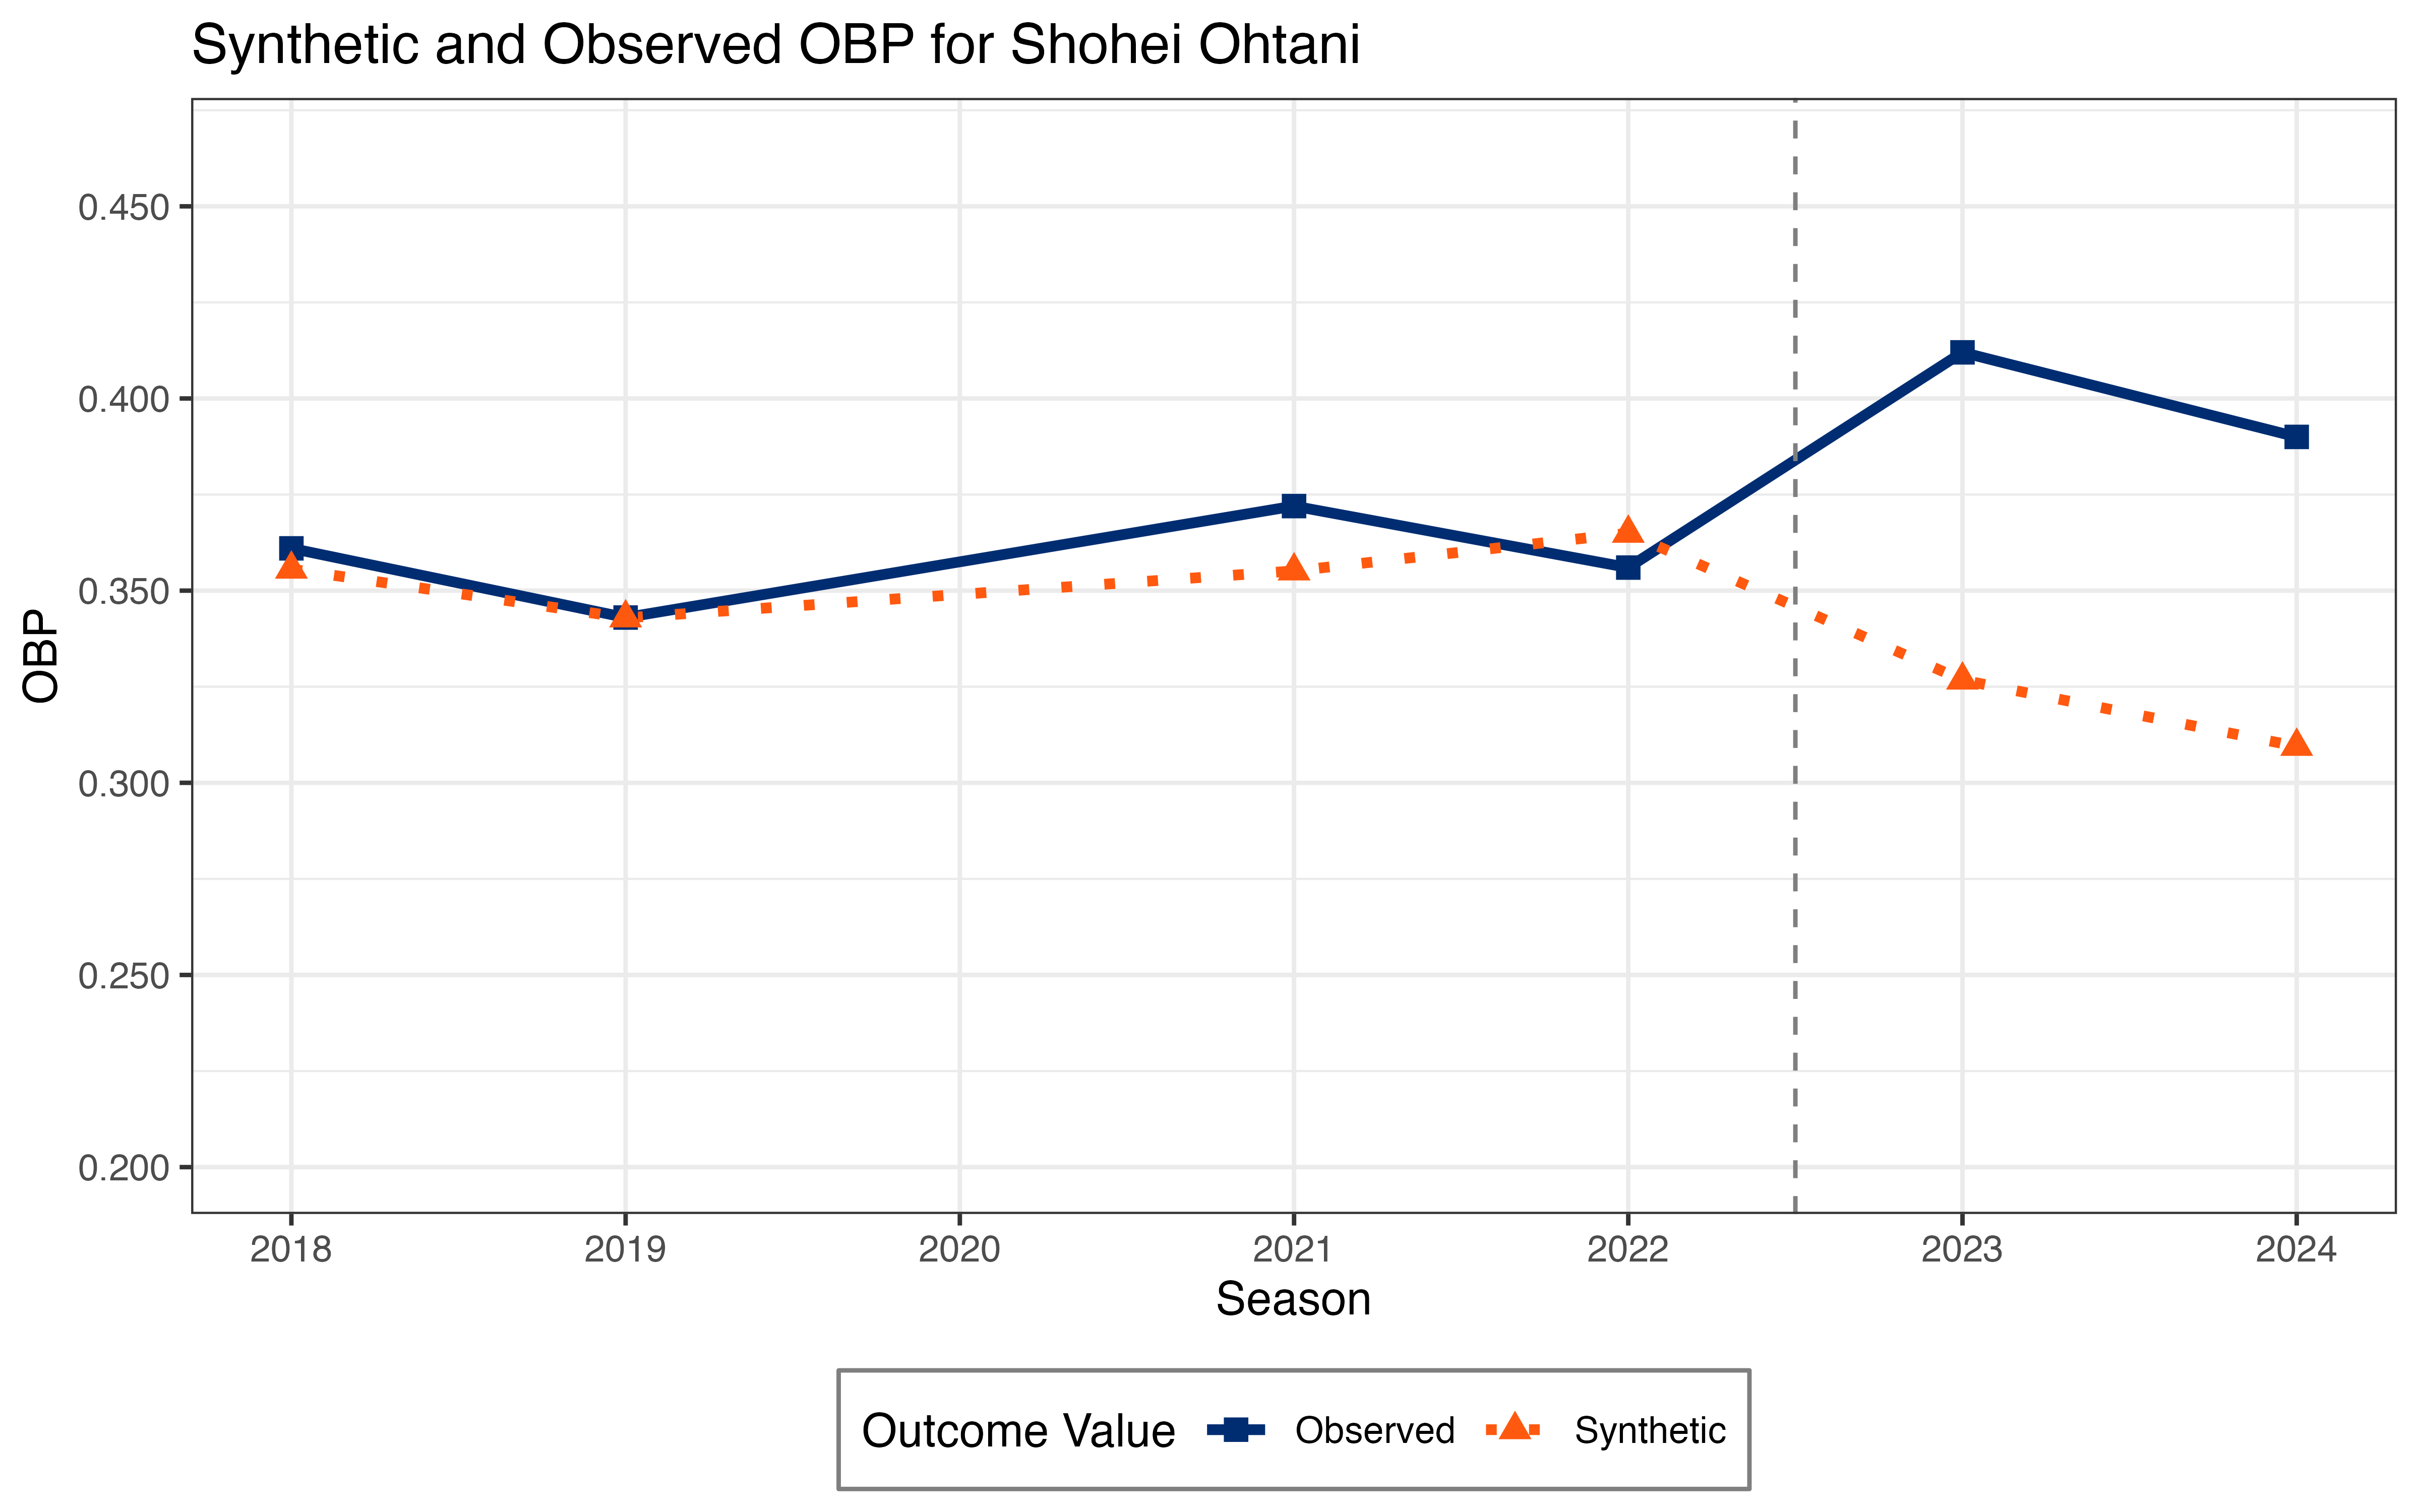 Synthetic and Observed OBP for Shohei Ohtani
0.450
0.400
0.350
0.300
0.250
0.200
OBP
2018 2019 2020 2021 2022 2023 2024
Season
Outcome Value Observed Synthetic